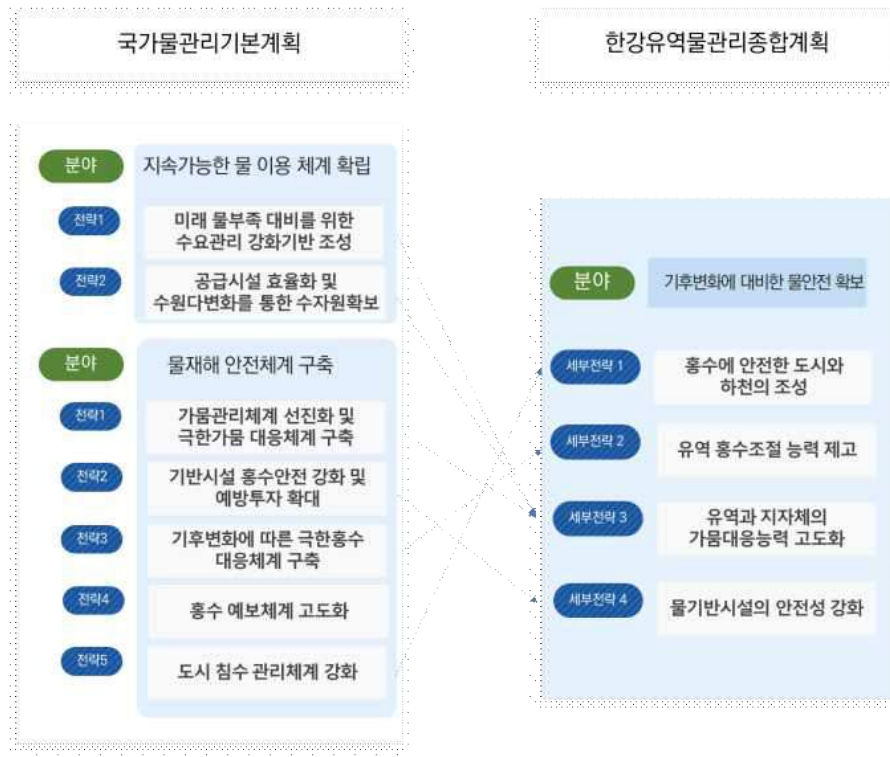 국가물관리기본계획
한강유역물관리종합계획
분야
지속가능한 물 이용 체계 확립
전략1
미래 물부족 대비를 위한
수요관리 강화기반 조성
전략2
공급시설 효율화 및
수원다변화를 통한 수자원확보
분야
물재해 안전체계 구축
전략1
가뭄관리체계 선진화 및
극한가뭄 대응체계 구축
전략2
기반시설 홍수안전 강화 및
예방투자 확대
전략3
기후변화에 따른 극한홍수
대응체계 구축
전략4
홍수 예보체계 고도화
전략5
도시 침수 관리체계 강화
분야
기후변화에 대비한 물안전 확보
세부전략 1
홍수에 안전한 도시와
하천의 조성
세부전략 2
유역 홍수조절 능력 제고
세부전략 3
유역과 지자체의
가뭄대응능력 고도화
세부전략 4
물기반시설의 안전성 강화